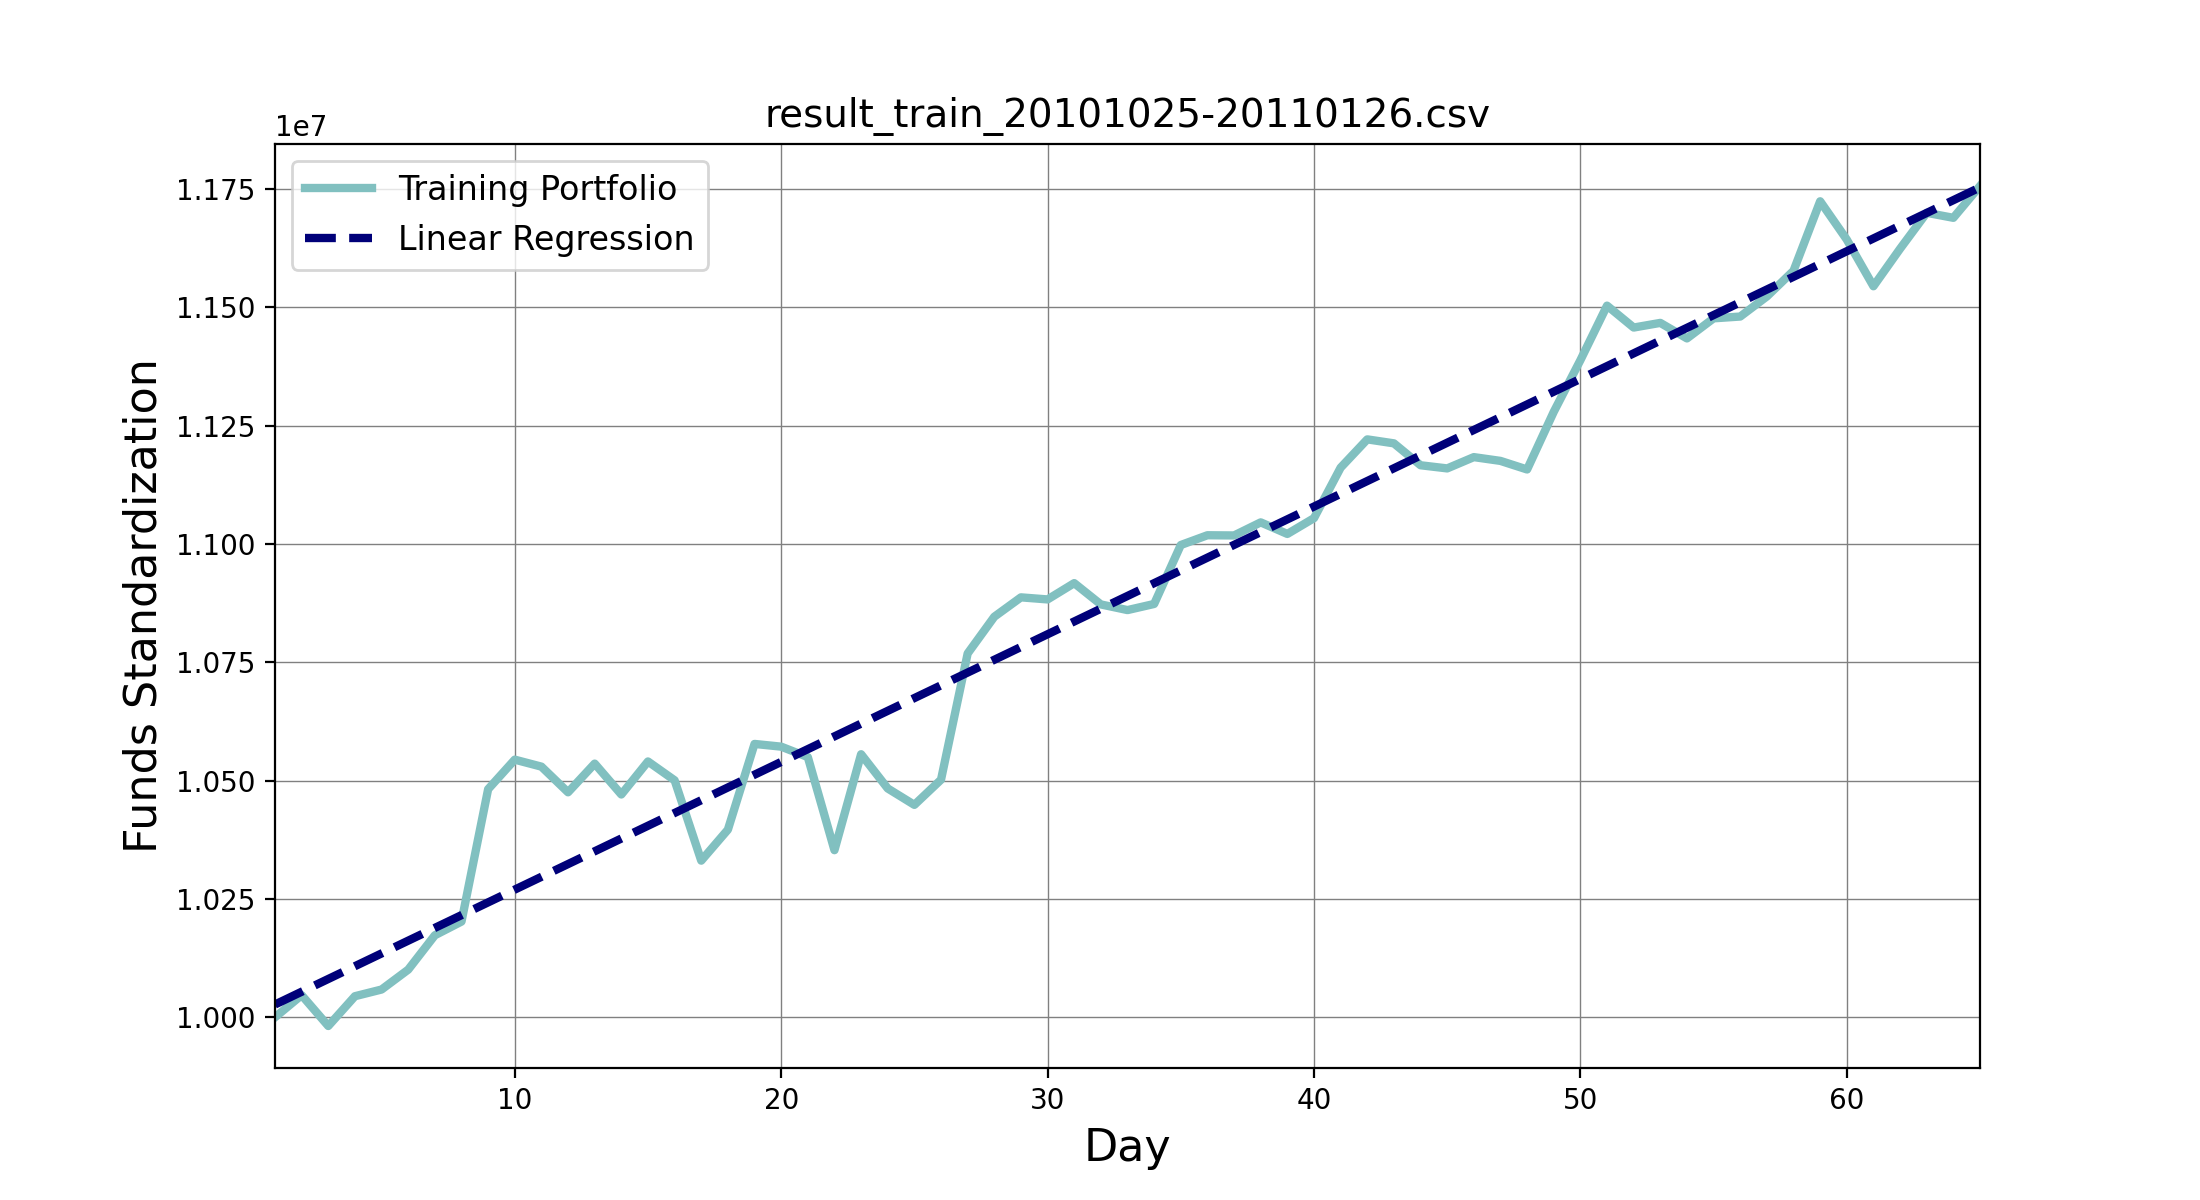 result_train_20101025-20110126.csv
1e7
Training Portfolio
Linear Regression
1.175
1.150
1.125
1.100
1.075
1.050
1.025
1.000
Funds Standardization
10 20 30 40 50 60
Day